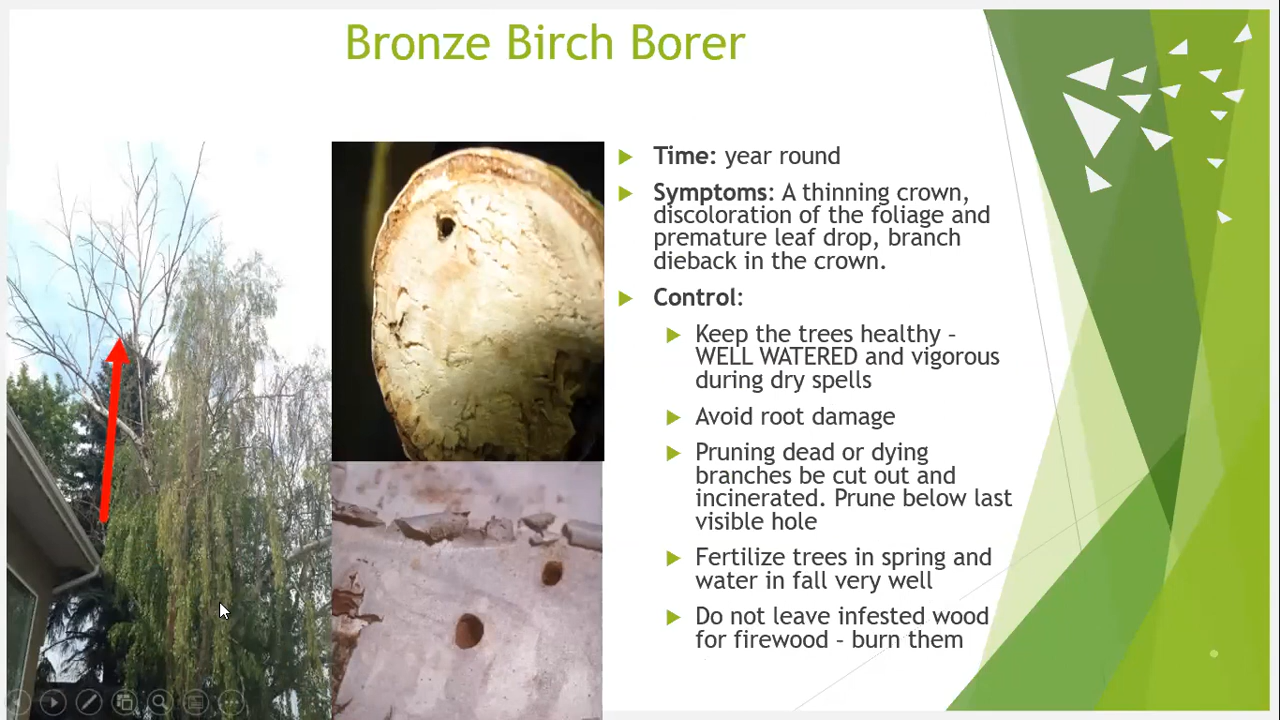 Bronze Birch Borer
Time: year round
Symptoms: A thinning crown,
discoloration of the foliage and
premature leaf drop, branch
dieback in the crown.
Control:
Keep the trees healthy –
WELL WATERED and vigorous
during dry spells
Avoid root damage
Pruning dead or dying
branches be cut out and
incinerated. Prune below last
visible hole
Fertilize trees in spring and
water in fall very well
Do not leave infested wood
for firewood – burn them